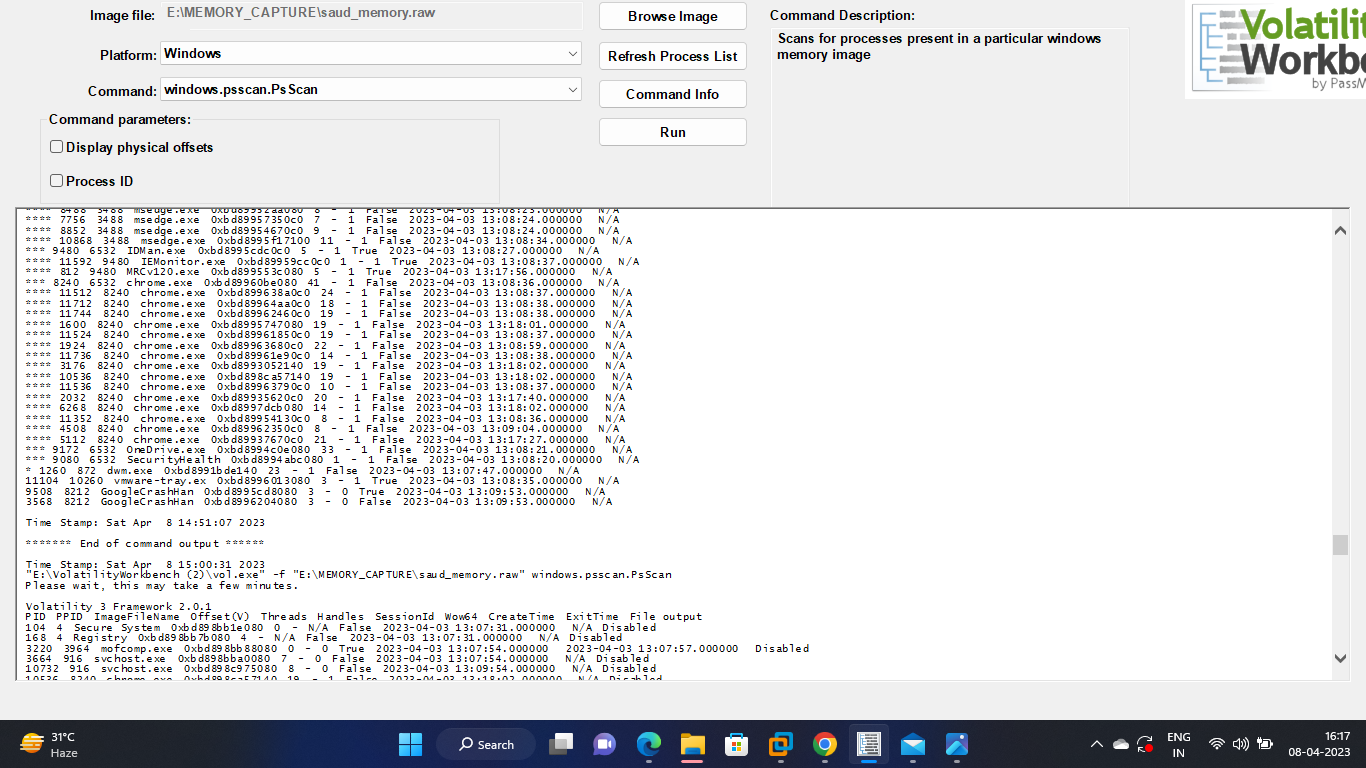 Image file: E:\MEMORY_CAPTURE\saud_memory.raw
Platform: Windows
Command: windows.psscan.PsScan
Command parameters:
Display physical offsets
Process ID
Browse Image
Refresh Process List
Command Info
Run
Command Description:
Scans for processes present in a particular windows
memory image
Volatili
Workbe
by PassM
**** 8488 3488 msedge.exe 0xbd89952aa080 8 - 1 False 2023-04-03 13:08:23.000000 N/A
**** 7756 3488 msedge.exe 0xbd89957350c0 7 - 1 False 2023-04-03 13:08:24.000000 N/A
**** 8852 3488 msedge.exe 0xbd89954670c0 9 - 1 False 2023-04-03 13:08:24.000000 N/A
**** 10868 3488 msedge.exe 0xbd8995f17100 11 - 1 False 2023-04-03 13:08:34.000000 N/A
*** 9480 6532 IDMan.exe 0xbd8995cdc0c0 5 - 1 True 2023-04-03 13:08:27.000000 N/A
**** 11592 9480 IEMonitor.exe 0xbd89959cc0c0 1 - 1 True 2023-04-03 13:08:37.000000 N/A
**** 812 9480 MRCv120.exe 0xbd899553c080 5 - 1 True 2023-04-03 13:17:56.000000 N/A
*** 8240 6532 chrome.exe 0xbd89960be080 41 - 1 False 2023-04-03 13:08:36.000000 N/A
**** 11512 8240 chrome.exe 0xbd899638a0c0 24 - 1 False 2023-04-03 13:08:37.000000 N/A
**** 11712 8240 chrome.exe 0xbd89964aa0c0 18 - 1 False 2023-04-03 13:08:38.000000 N/A
**** 11744 8240 chrome.exe 0xbd89962460c0 19 - 1 False 2023-04-03 13:08:38.000000 N/A
**** 1600 8240 chrome.exe 0xbd8995747080 19 - 1 False 2023-04-03 13:18:01.000000 N/A
**** 11524 8240 chrome.exe 0xbd89961850c0 19 - 1 False 2023-04-03 13:08:37.000000 N/A
**** 1924 8240 chrome.exe 0xbd89963680c0 22 - 1 False 2023-04-03 13:08:59.000000 N/A
**** 11736 8240 chrome.exe 0xbd89961e90c0 14 - 1 False 2023-04-03 13:08:38.000000 N/A
**** 3176 8240 chrome.exe 0xbd8993052140 19 - 1 False 2023-04-03 13:18:02.000000 N/A
**** 10536 8240 chrome.exe 0xbd898ca57140 19 - 1 False 2023-04-03 13:18:02.000000 N/A
**** 11536 8240 chrome.exe 0xbd89963790c0 10 - 1 False 2023-04-03 13:08:37.000000 N/A
**** 2032 8240 chrome.exe 0xbd89935620c0 20 - 1 False 2023-04-03 13:17:40.000000 N/A
**** 6268 8240 chrome.exe 0xbd8997dcb080 14 - 1 False 2023-04-03 13:18:02.000000 N/A
**** 11352 8240 chrome.exe 0xbd89954130c0 8 - 1 False 2023-04-03 13:08:36.000000 N/A
**** 4508 8240 chrome.exe 0xbd89962350c0 8 - 1 False 2023-04-03 13:09:04.000000 N/A
**** 5112 8240 chrome.exe 0xbd89937670c0 21 - 1 False 2023-04-03 13:17:27.000000 N/A
*** 9172 6532 OneDrive.exe 0xbd8994c0e080 33 - 1 False 2023-04-03 13:08:21.000000 N/A
*** 9080 6532 SecurityHealth 0xbd8994abc080 1 - 1 False 2023-04-03 13:08:20.000000 N/A
* 1260 872 dwm.exe 0xbd8991bde140 23 - 1 False 2023-04-03 13:07:47.000000 N/A
11104 10260 vmware-tray.ex 0xbd8996013080 3 - 1 True 2023-04-03 13:08:35.000000 N/A
9508 8212 GoogleCrashHan 0xbd8995cd8080 3 - 0 True 2023-04-03 13:09:53.000000 N/A
3568 8212 GoogleCrashHan 0xbd8996204080 3 - 0 False 2023-04-03 13:09:53.000000 N/A
Time Stamp: Sat Apr 8 14:51:07 2023
******* End of command output ******
Time Stamp: Sat Apr 8 15:00:31 2023
"E:\VolatilityWorkbench (2)\vol.exe" -f "E:\MEMORY_CAPTURE\saud_memory.raw" windows.psscan.PsScan
Please wait, this may take a few minutes.
Volatility 3 Framework 2.0.1
PID PPID ImageFileName Offset(V) Threads Handles SessionId Wow64 CreateTime ExitTime File output
104 4 Secure System 0xbd898bb1e080 0 - N/A False 2023-04-03 13:07:31.000000 N/A Disabled
168 4 Registry 0xbd898bb7b080 4 - N/A False 2023-04-03 13:07:31.000000 N/A Disabled
3220 3964 mofcomp.exe 0xbd898bb88080 0 - 0 True 2023-04-03 13:07:54.000000 2023-04-03 13:07:57.000000 Disabled
3664 916 svchost.exe 0xbd898bba0080 7 - 0 False 2023-04-03 13:07:54.000000 N/A Disabled
10732 916 svchost.exe 0xbd898c975080 8 - 0 False 2023-04-03 13:09:54.000000 N/A Disabled
10536 8240 chrome.exe 0xbd898ca57140 19 - 1 False 2023-04-03 13:18:02.000000 N/A Disabled
31°C
Haze
Search
ENG
IN
16:17
08-04-2023